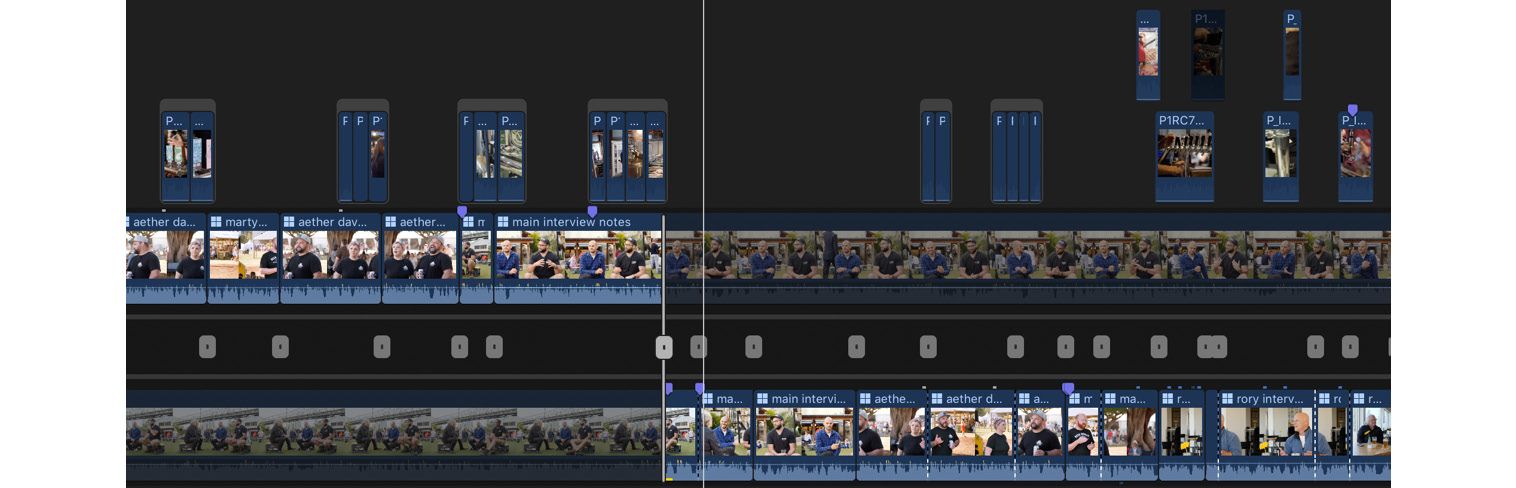 ...
P1...
P_
P...
...
P
P
P'
P
...
P...
P
P'
...
...
P
P
P
P1RC7...
P_I...
P_I...
aether da...
marty...
aether dav...
aether...
main interview notes
ma...
main intervi...
aethe...
aether d...
a...
ma...
r...
rory interv...
r...